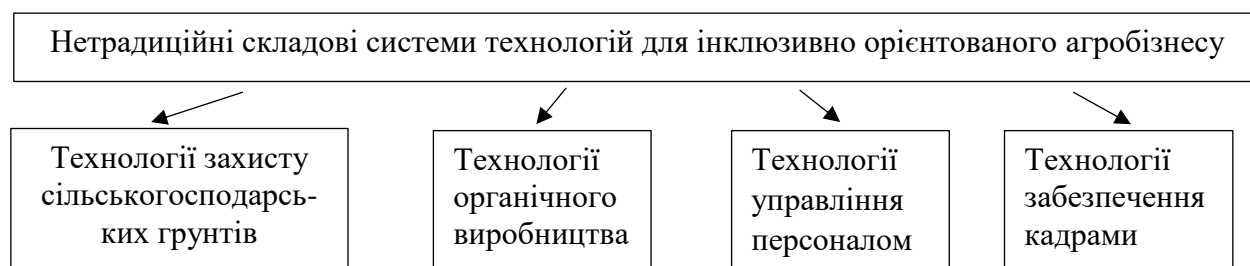 Нетрадиційні складові системи технологій для інклюзивно орієнтованого агробізнесу
Технології захисту
сільськогосподарсь-
ких грунтів
Технології
органічного
виробництва
Технології
управління
персоналом
Технології
забезпечення
кадрами